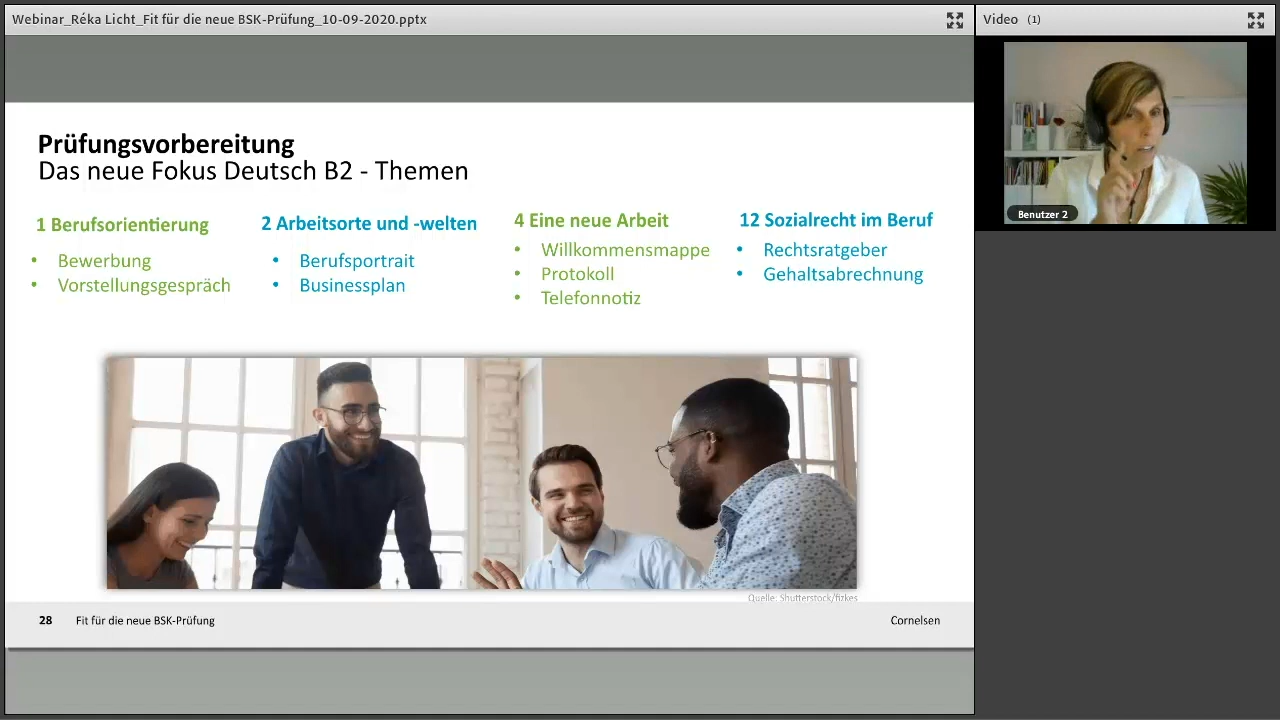 Webinar_Réka Licht_Fit für die neue BSK-Prüfung_10-09-2020.pptx
Video (1)
Benutzer 2
Prüfungsvorbereitung
Das neue Fokus Deutsch B2 - Themen
1 Berufsorientierung
• Bewerbung
• Vorstellungsgespräch
2 Arbeitsorte und -welten
• Berufsportrait
• Businessplan
4 Eine neue Arbeit
• Willkommensmappe
• Protokoll
• Telefonnotiz
12 Sozialrecht im Beruf
• Rechtsratgeber
• Gehaltsabrechnung
Quelle: Shutterstock/fizkes
28 Fit für die neue BSK-Prüfung Cornelsen